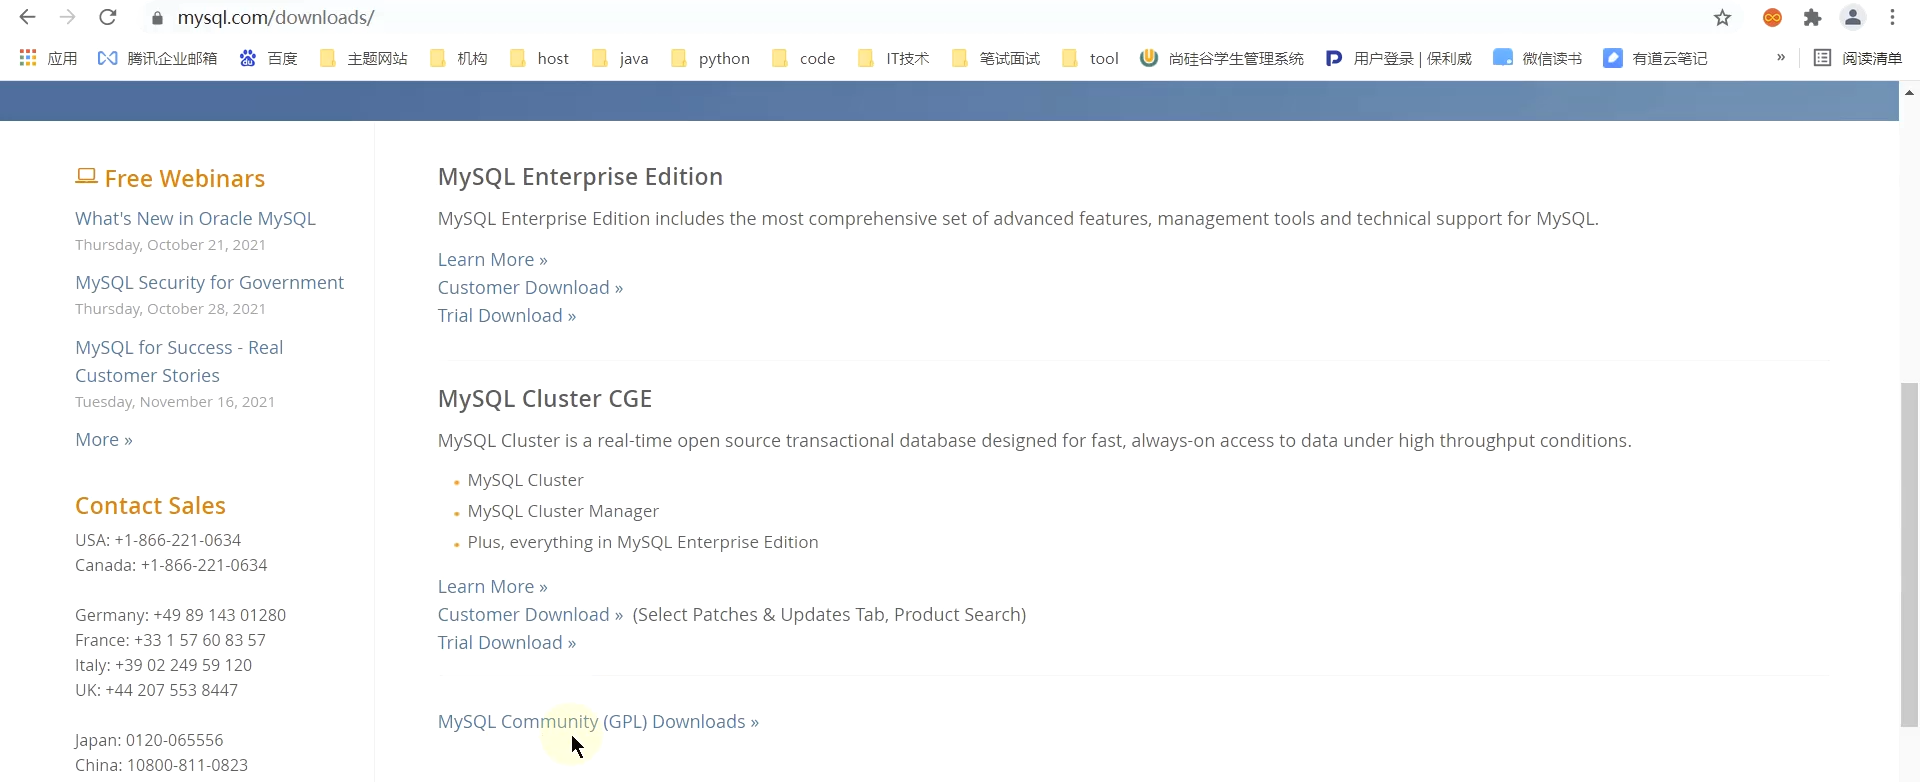 mysql.com/downloads/
应用 腾讯企业邮箱 百度 主题网站 机构 host java python code IT技术 笔试面试 tool 尚硅谷学生管理系统 用户登录 | 保利威 微信读书 有道云笔记 » 阅读清单
Free Webinars
What's New in Oracle MySQL
Thursday, October 21, 2021
MySQL Security for Government
Thursday, October 28, 2021
MySQL for Success - Real
Customer Stories
Tuesday, November 16, 2021
More »
Contact Sales
USA: +1-866-221-0634
Canada: +1-866-221-0634
Germany: +49 89 143 01280
France: +33 1 57 60 83 57
Italy: +39 02 249 59 120
UK: +44 207 553 8447
Japan: 0120-065556
China: 10800-811-0823
MySQL Enterprise Edition
MySQL Enterprise Edition includes the most comprehensive set of advanced features, management tools and technical support for MySQL.
Learn More »
Customer Download »
Trial Download »
MySQL Cluster CGE
MySQL Cluster is a real-time open source transactional database designed for fast, always-on access to data under high throughput conditions.
MySQL Cluster
MySQL Cluster Manager
Plus, everything in MySQL Enterprise Edition
Learn More »
Customer Download » (Select Patches & Updates Tab, Product Search)
Trial Download »
MySQL Community (GPL) Downloads »